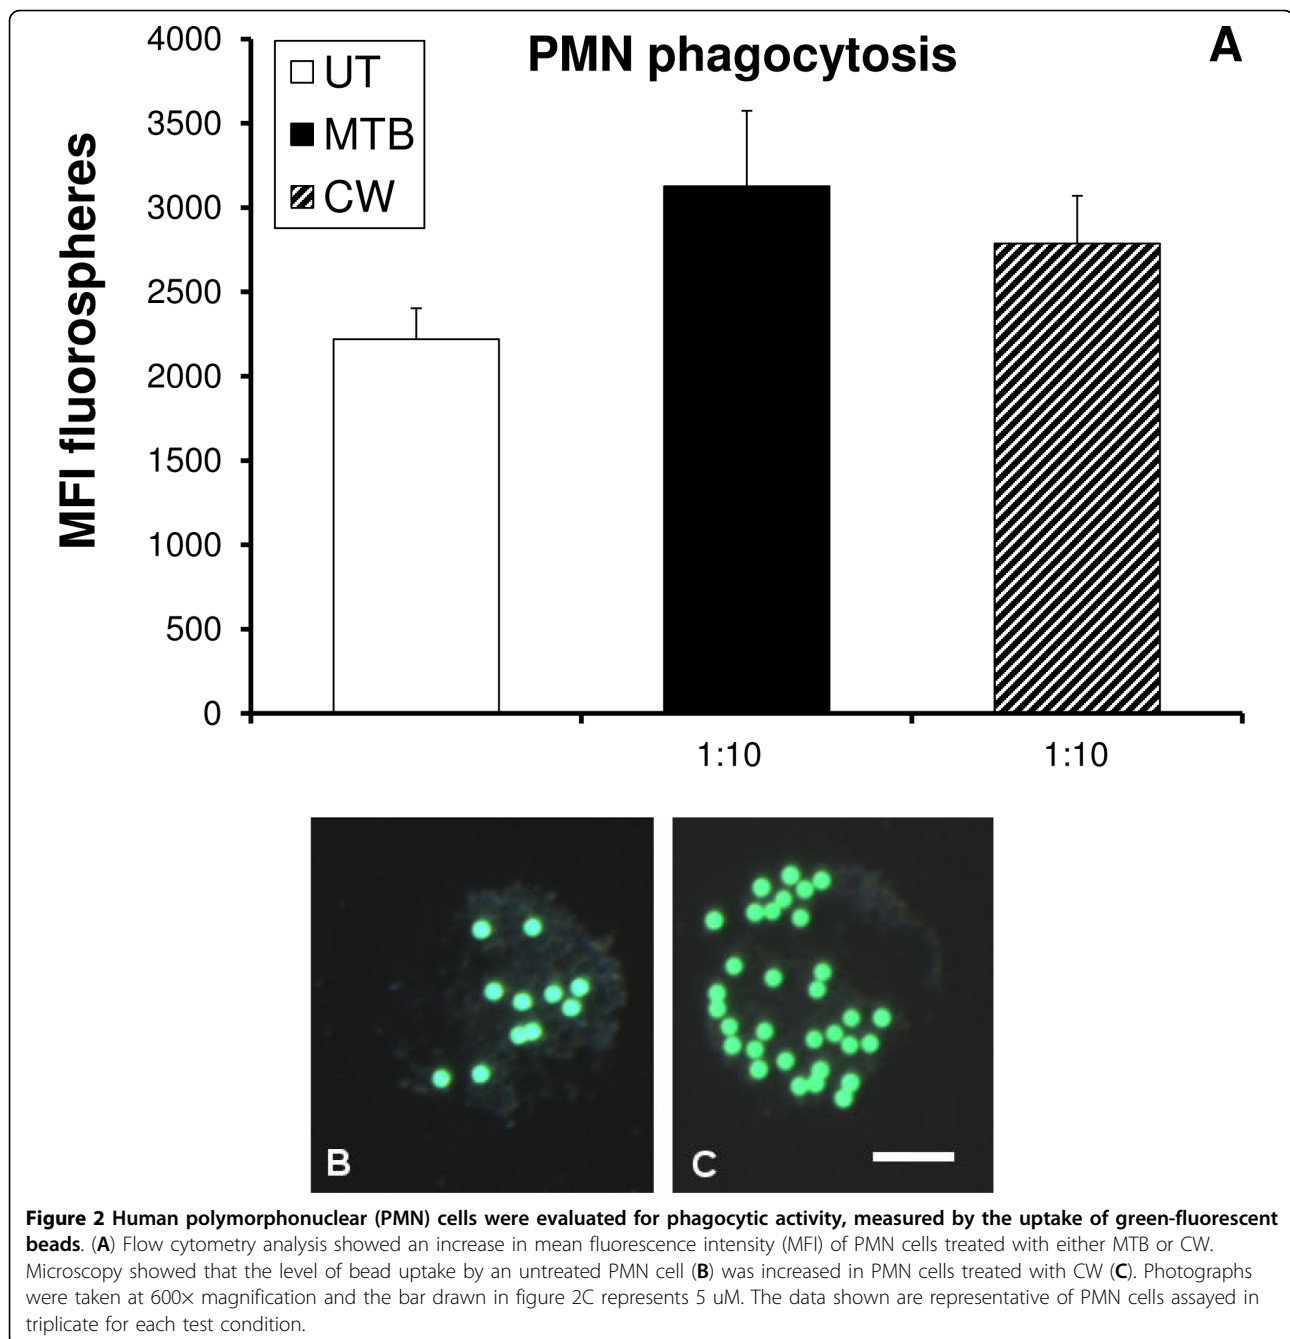 PMN phagocytosis
A
UT
MTB
CW
MFI fluorospheres
4000
3500
3000
2500
2000
1500
1000
500
0
1:10
1:10
B
C
Figure 2 Human polymorphonuclear (PMN) cells were evaluated for phagocytic activity, measured by the uptake of green-fluorescent
beads. (A) Flow cytometry analysis showed an increase in mean fluorescence intensity (MFI) of PMN cells treated with either MTB or CW.
Microscopy showed that the level of bead uptake by an untreated PMN cell (B) was increased in PMN cells treated with CW (C). Photographs
were taken at 600× magnification and the bar drawn in figure 2C represents 5 uM. The data shown are representative of PMN cells assayed in
triplicate for each test condition.